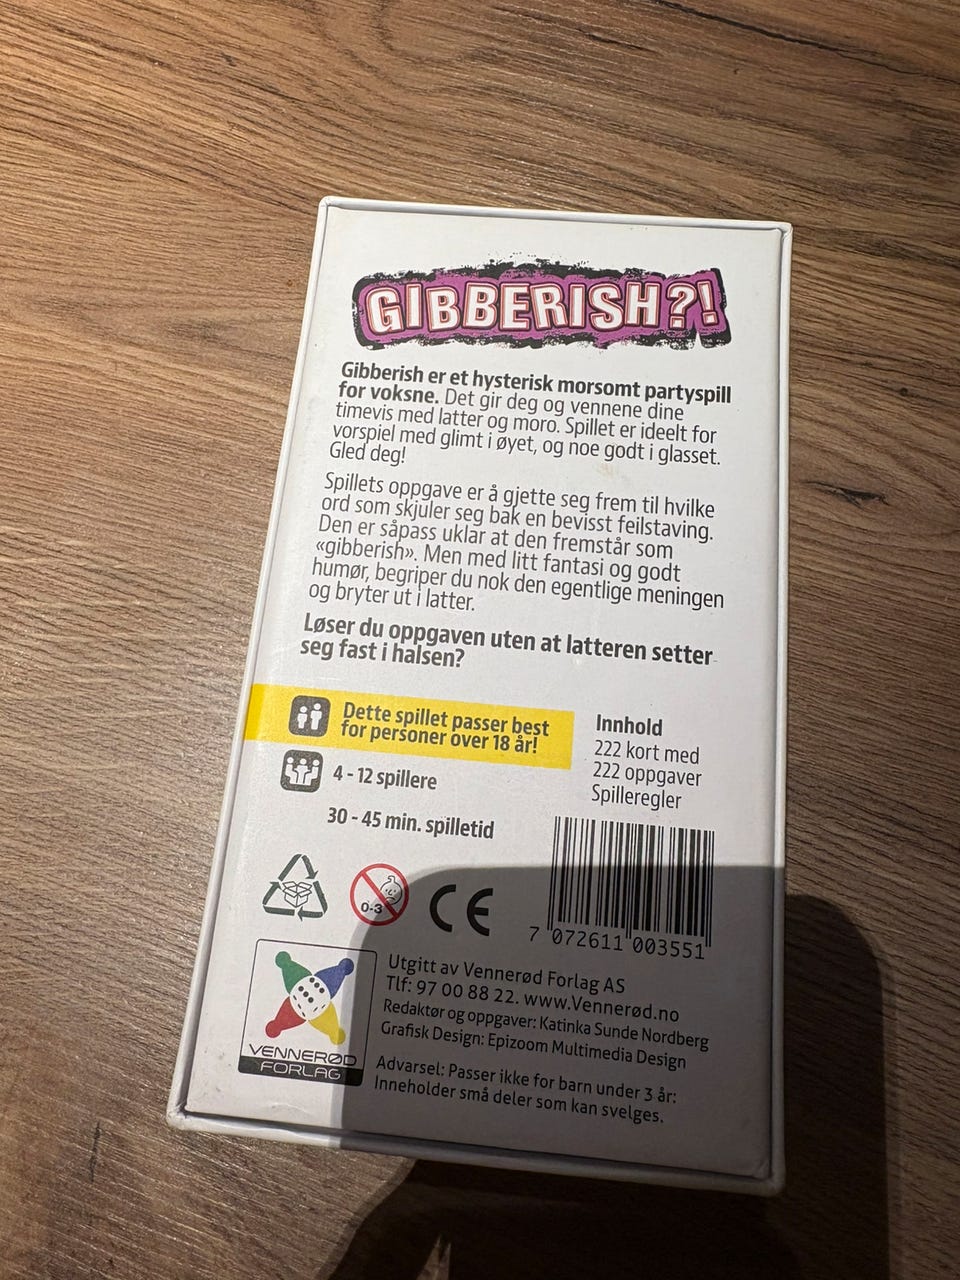 GIBBERISH?!
Gibberish er et hysterisk morsomt partyspill
for voksne. Det gir deg og vennene dine
timevis med latter og moro. Spillet er ideelt for
vorspiel med glimt i øyet, og noe godt i glasset.
Gled deg!
Spillets oppgave er å gjette seg frem til hvilke
ord som skjuler seg bak en bevisst feilstaving.
Den er såpass uklar at den fremstår som
«gibberish». Men med litt fantasi og godt
humør, begriper du nok den egentlige meningen
og bryter ut i latter.
Løser du oppgaven uten at latteren setter
seg fast i halsen?
Dette spillet passer best
for personer over 18 år!
4 - 12 spillere
30 - 45 min. spilletid
Innhold
222 kort med
222 oppgaver
Spilleregler
0-3
CE
7 072611 003551
VENNERØD
FORLAG
Utgitt av Vennerød Forlag AS
Tlf: 97 00 88 22. www.Vennerød.no
Redaktør og oppgaver: Katinka Sunde Nordberg
Grafisk Design: Epizoom Multimedia Design
Advarsel: Passer ikke for barn under 3 år:
Inneholder små deler som kan svelges.